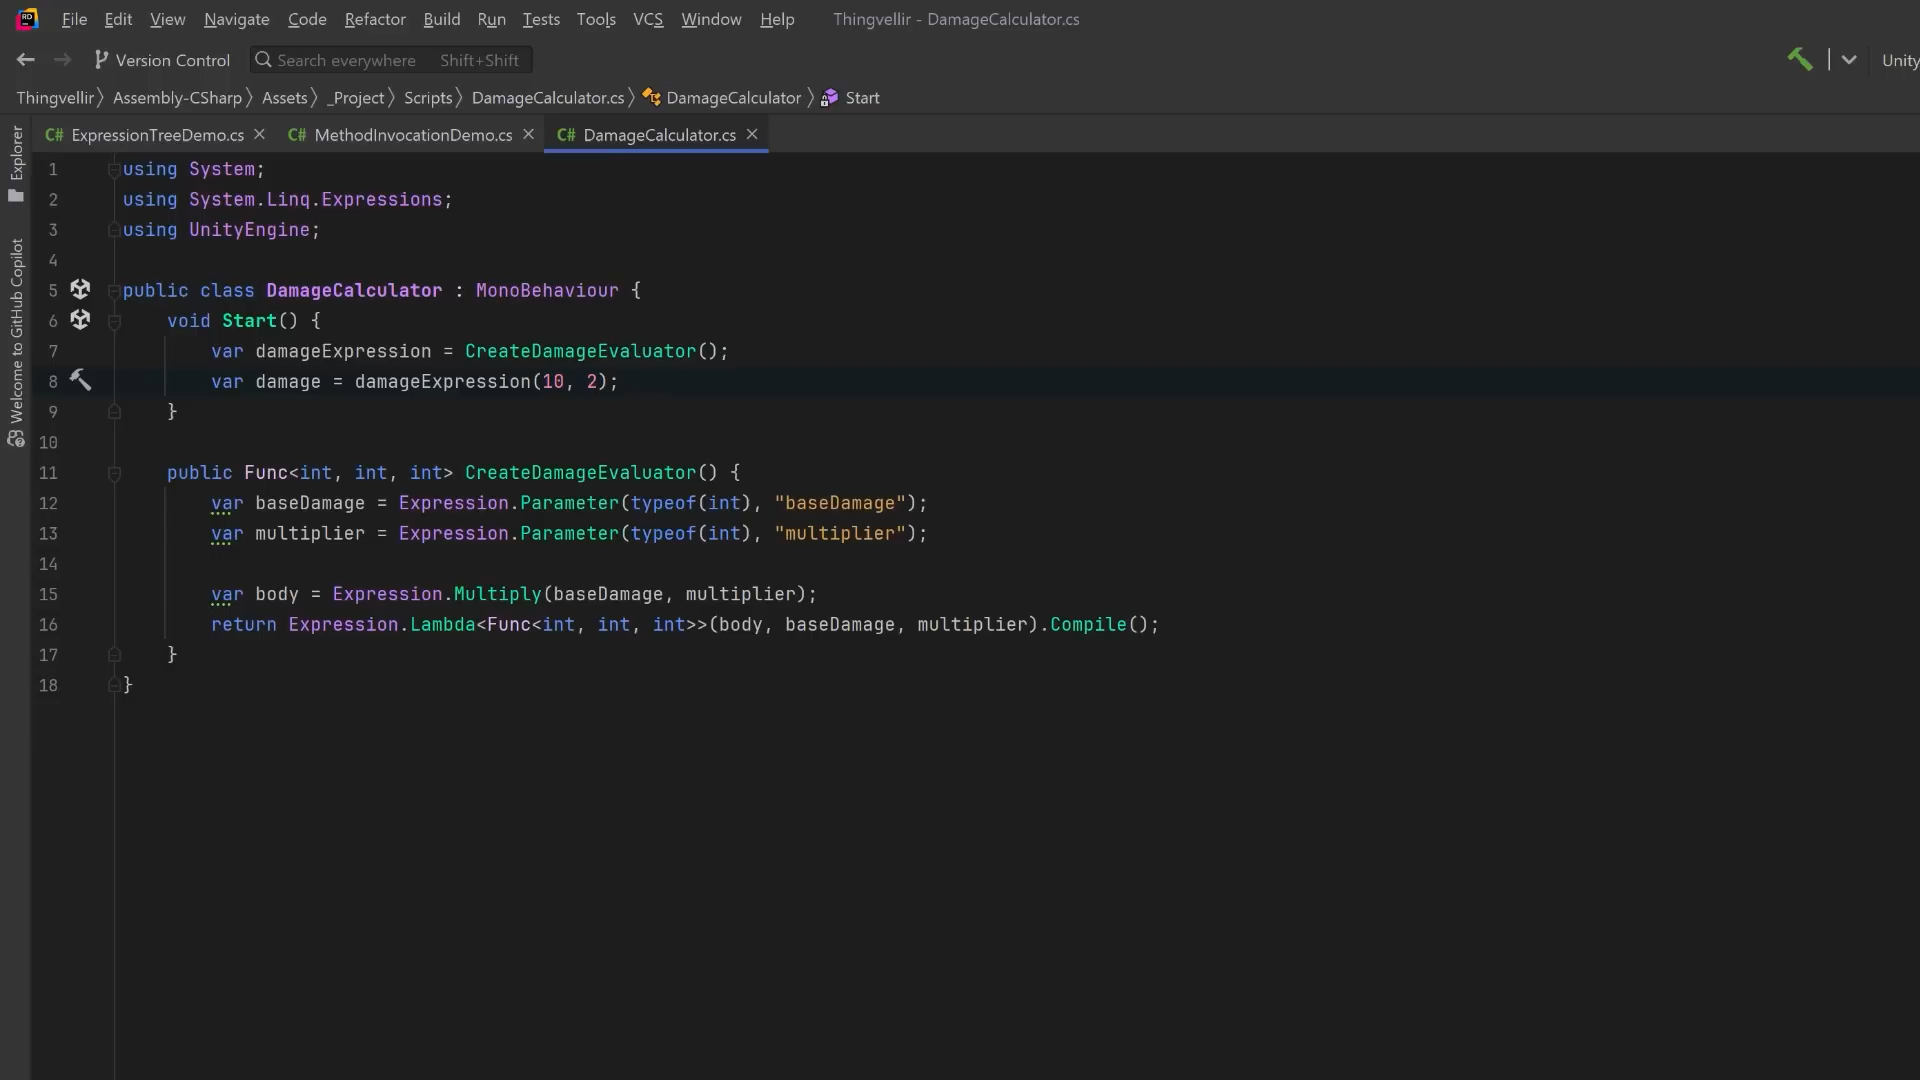 File Edit View Navigate Code Refactor Build Run Tests Tools VCS Window Help Thingvellir - DamageCalculator.cs
Version Control Search everywhere Shift+Shift Unity
Thingvellir Assembly-CSharp Assets _Project Scripts DamageCalculator.cs DamageCalculator Start
C# ExpressionTreeDemo.cs C# MethodInvocationDemo.cs C# DamageCalculator.cs
Explorer
Welcome to GitHub Copilot
1 using System;
2 using System.Linq.Expressions;
3 using UnityEngine;
4
5 public class DamageCalculator : MonoBehaviour {
6 void Start() {
7 var damageExpression = CreateDamageEvaluator();
8 var damage = damageExpression(10, 2);
9 }
10
11 public Func<int, int, int> CreateDamageEvaluator() {
12 var baseDamage = Expression.Parameter(typeof(int), "baseDamage");
13 var multiplier = Expression.Parameter(typeof(int), "multiplier");
14
15 var body = Expression.Multiply(baseDamage, multiplier);
16 return Expression.Lambda<Func<int, int, int>>(body, baseDamage, multiplier).Compile();
17 }
18 }